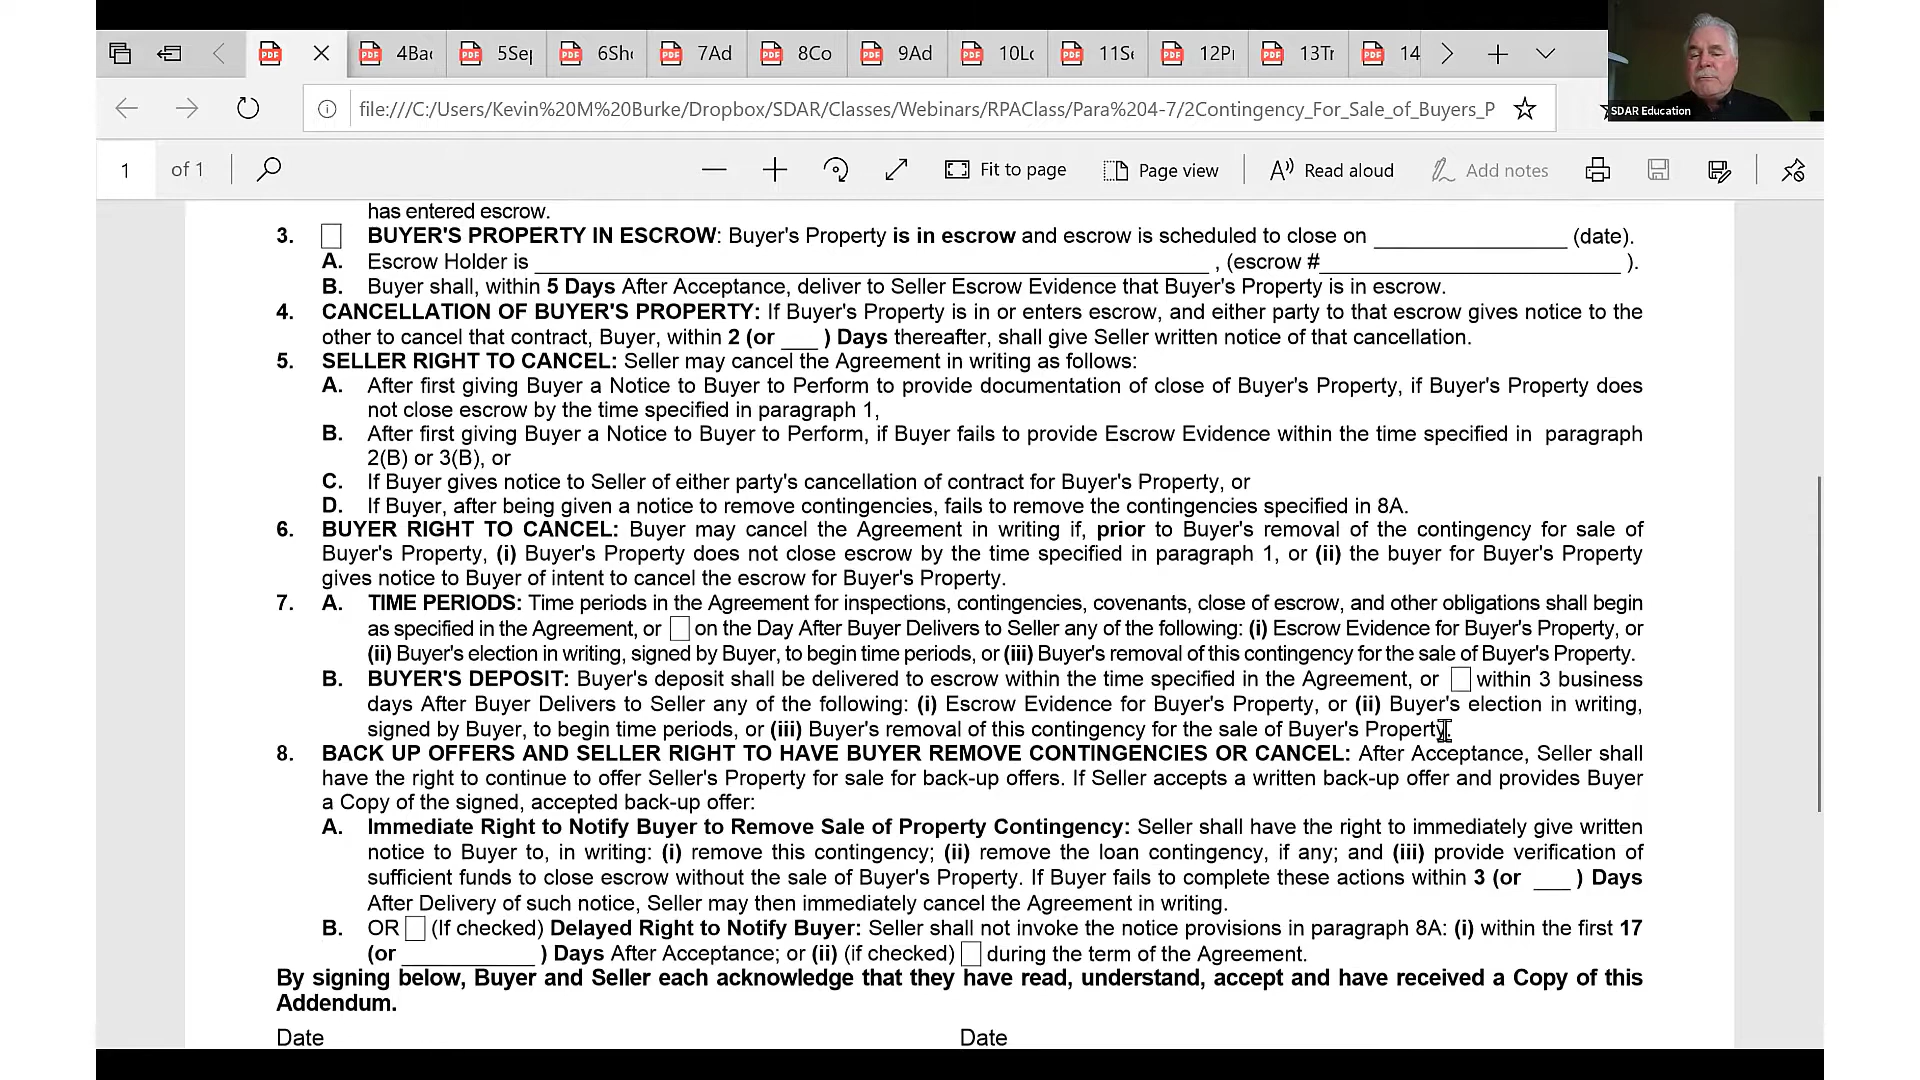 4Bac
5Sep
6Sho
7Ad
8Co
9Ad
10Lo
11Se
12Pr
13Tr
14
SDAR Education
file:///C:/Users/Kevin%20M%20Burke/Dropbox/SDAR/Classes/Webinars/RPAClass/Para%204-7/2Contingency_For_Sale_of_Buyers_P
1 of 1
Fit to page
Page view
Read aloud
Add notes
has entered escrow.
3. BUYER'S PROPERTY IN ESCROW: Buyer's Property is in escrow and escrow is scheduled to close on ________________ (date).
A. Escrow Holder is ________________________________________ , (escrow #__________________ ).
B. Buyer shall, within 5 Days After Acceptance, deliver to Seller Escrow Evidence that Buyer's Property is in escrow.
4. CANCELLATION OF BUYER'S PROPERTY: If Buyer's Property is in or enters escrow, and either party to that escrow gives notice to the
other to cancel that contract, Buyer, within 2 (or ___ ) Days thereafter, shall give Seller written notice of that cancellation.
5. SELLER RIGHT TO CANCEL: Seller may cancel the Agreement in writing as follows:
A. After first giving Buyer a Notice to Buyer to Perform to provide documentation of close of Buyer's Property, if Buyer's Property does
not close escrow by the time specified in paragraph 1,
B. After first giving Buyer a Notice to Buyer to Perform, if Buyer fails to provide Escrow Evidence within the time specified in paragraph
2(B) or 3(B), or
C. If Buyer gives notice to Seller of either party's cancellation of contract for Buyer's Property, or
D. If Buyer, after being given a notice to remove contingencies, fails to remove the contingencies specified in 8A.
6. BUYER RIGHT TO CANCEL: Buyer may cancel the Agreement in writing if, prior to Buyer's removal of the contingency for sale of
Buyer's Property, (i) Buyer's Property does not close escrow by the time specified in paragraph 1, or (ii) the buyer for Buyer's Property
gives notice to Buyer of intent to cancel the escrow for Buyer's Property.
7. A. TIME PERIODS: Time periods in the Agreement for inspections, contingencies, covenants, close of escrow, and other obligations shall begin
as specified in the Agreement, or on the Day After Buyer Delivers to Seller any of the following: (i) Escrow Evidence for Buyer's Property, or
(ii) Buyer's election in writing, signed by Buyer, to begin time periods, or (iii) Buyer's removal of this contingency for the sale of Buyer's Property.
B. BUYER'S DEPOSIT: Buyer's deposit shall be delivered to escrow within the time specified in the Agreement, or within 3 business
days After Buyer Delivers to Seller any of the following: (i) Escrow Evidence for Buyer's Property, or (ii) Buyer's election in writing,
signed by Buyer, to begin time periods, or (iii) Buyer's removal of this contingency for the sale of Buyer's Property.
8. BACK UP OFFERS AND SELLER RIGHT TO HAVE BUYER REMOVE CONTINGENCIES OR CANCEL: After Acceptance, Seller shall
have the right to continue to offer Seller's Property for sale for back-up offers. If Seller accepts a written back-up offer and provides Buyer
a Copy of the signed, accepted back-up offer:
A. Immediate Right to Notify Buyer to Remove Sale of Property Contingency: Seller shall have the right to immediately give written
notice to Buyer to, in writing: (i) remove this contingency; (ii) remove the loan contingency, if any; and (iii) provide verification of
sufficient funds to close escrow without the sale of Buyer's Property. If Buyer fails to complete these actions within 3 (or ___ ) Days
After Delivery of such notice, Seller may then immediately cancel the Agreement in writing.
B. OR (If checked) Delayed Right to Notify Buyer: Seller shall not invoke the notice provisions in paragraph 8A: (i) within the first 17
(or ___________ ) Days After Acceptance; or (ii) (if checked) during the term of the Agreement.
By signing below, Buyer and Seller each acknowledge that they have read, understand, accept and have received a Copy of this
Addendum.
Date Date